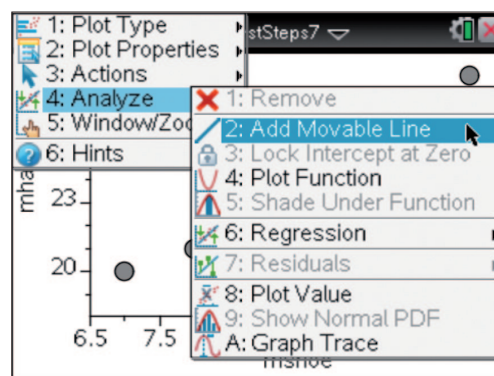 1: Plot Type
stSteps7
2: Plot Properties
3: Actions
4: Analyze
5: Window/Zoo
6: Hints
1: Remove
2: Add Movable Line
3: Lock Intercept at Zero
4: Plot Function
5: Shade Under Function
6: Regression
7: Residuals
8: Plot Value
9: Show Normal PDF
A: Graph Trace
mha
23
20
6.5 7.5
mshoe